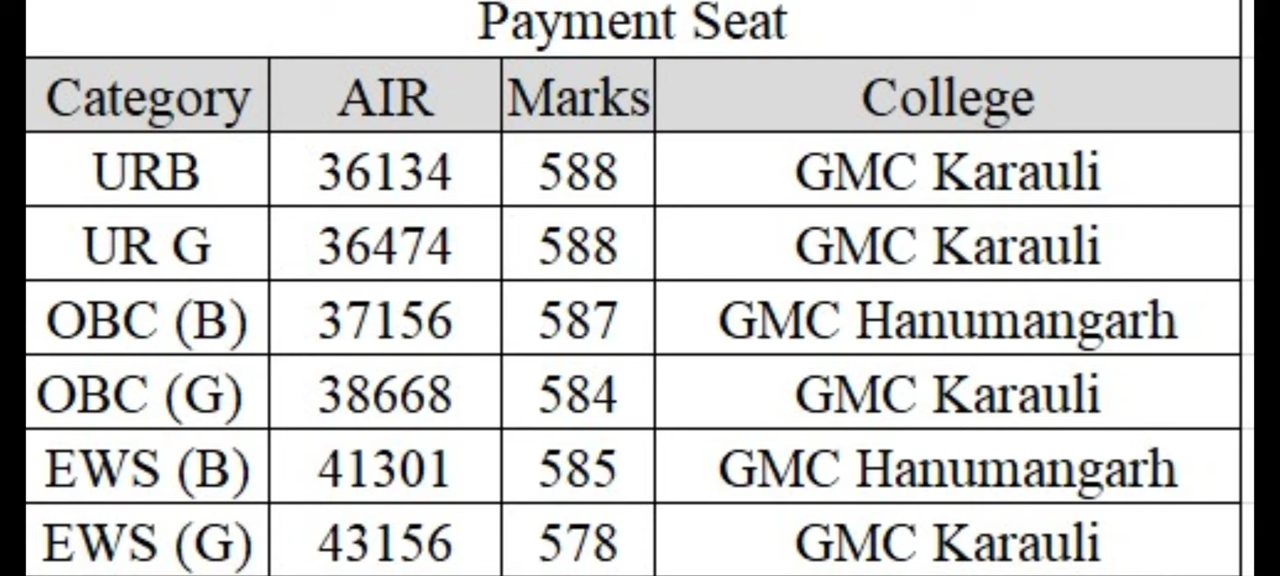 Payment Seat
Category AIR Marks College
URB 36134 588 GMC Karauli
UR G 36474 588 GMC Karauli
OBC (B) 37156 587 GMC Hanumangarh
OBC (G) 38668 584 GMC Karauli
EWS (B) 41301 585 GMC Hanumangarh
EWS (G) 43156 578 GMC Karauli